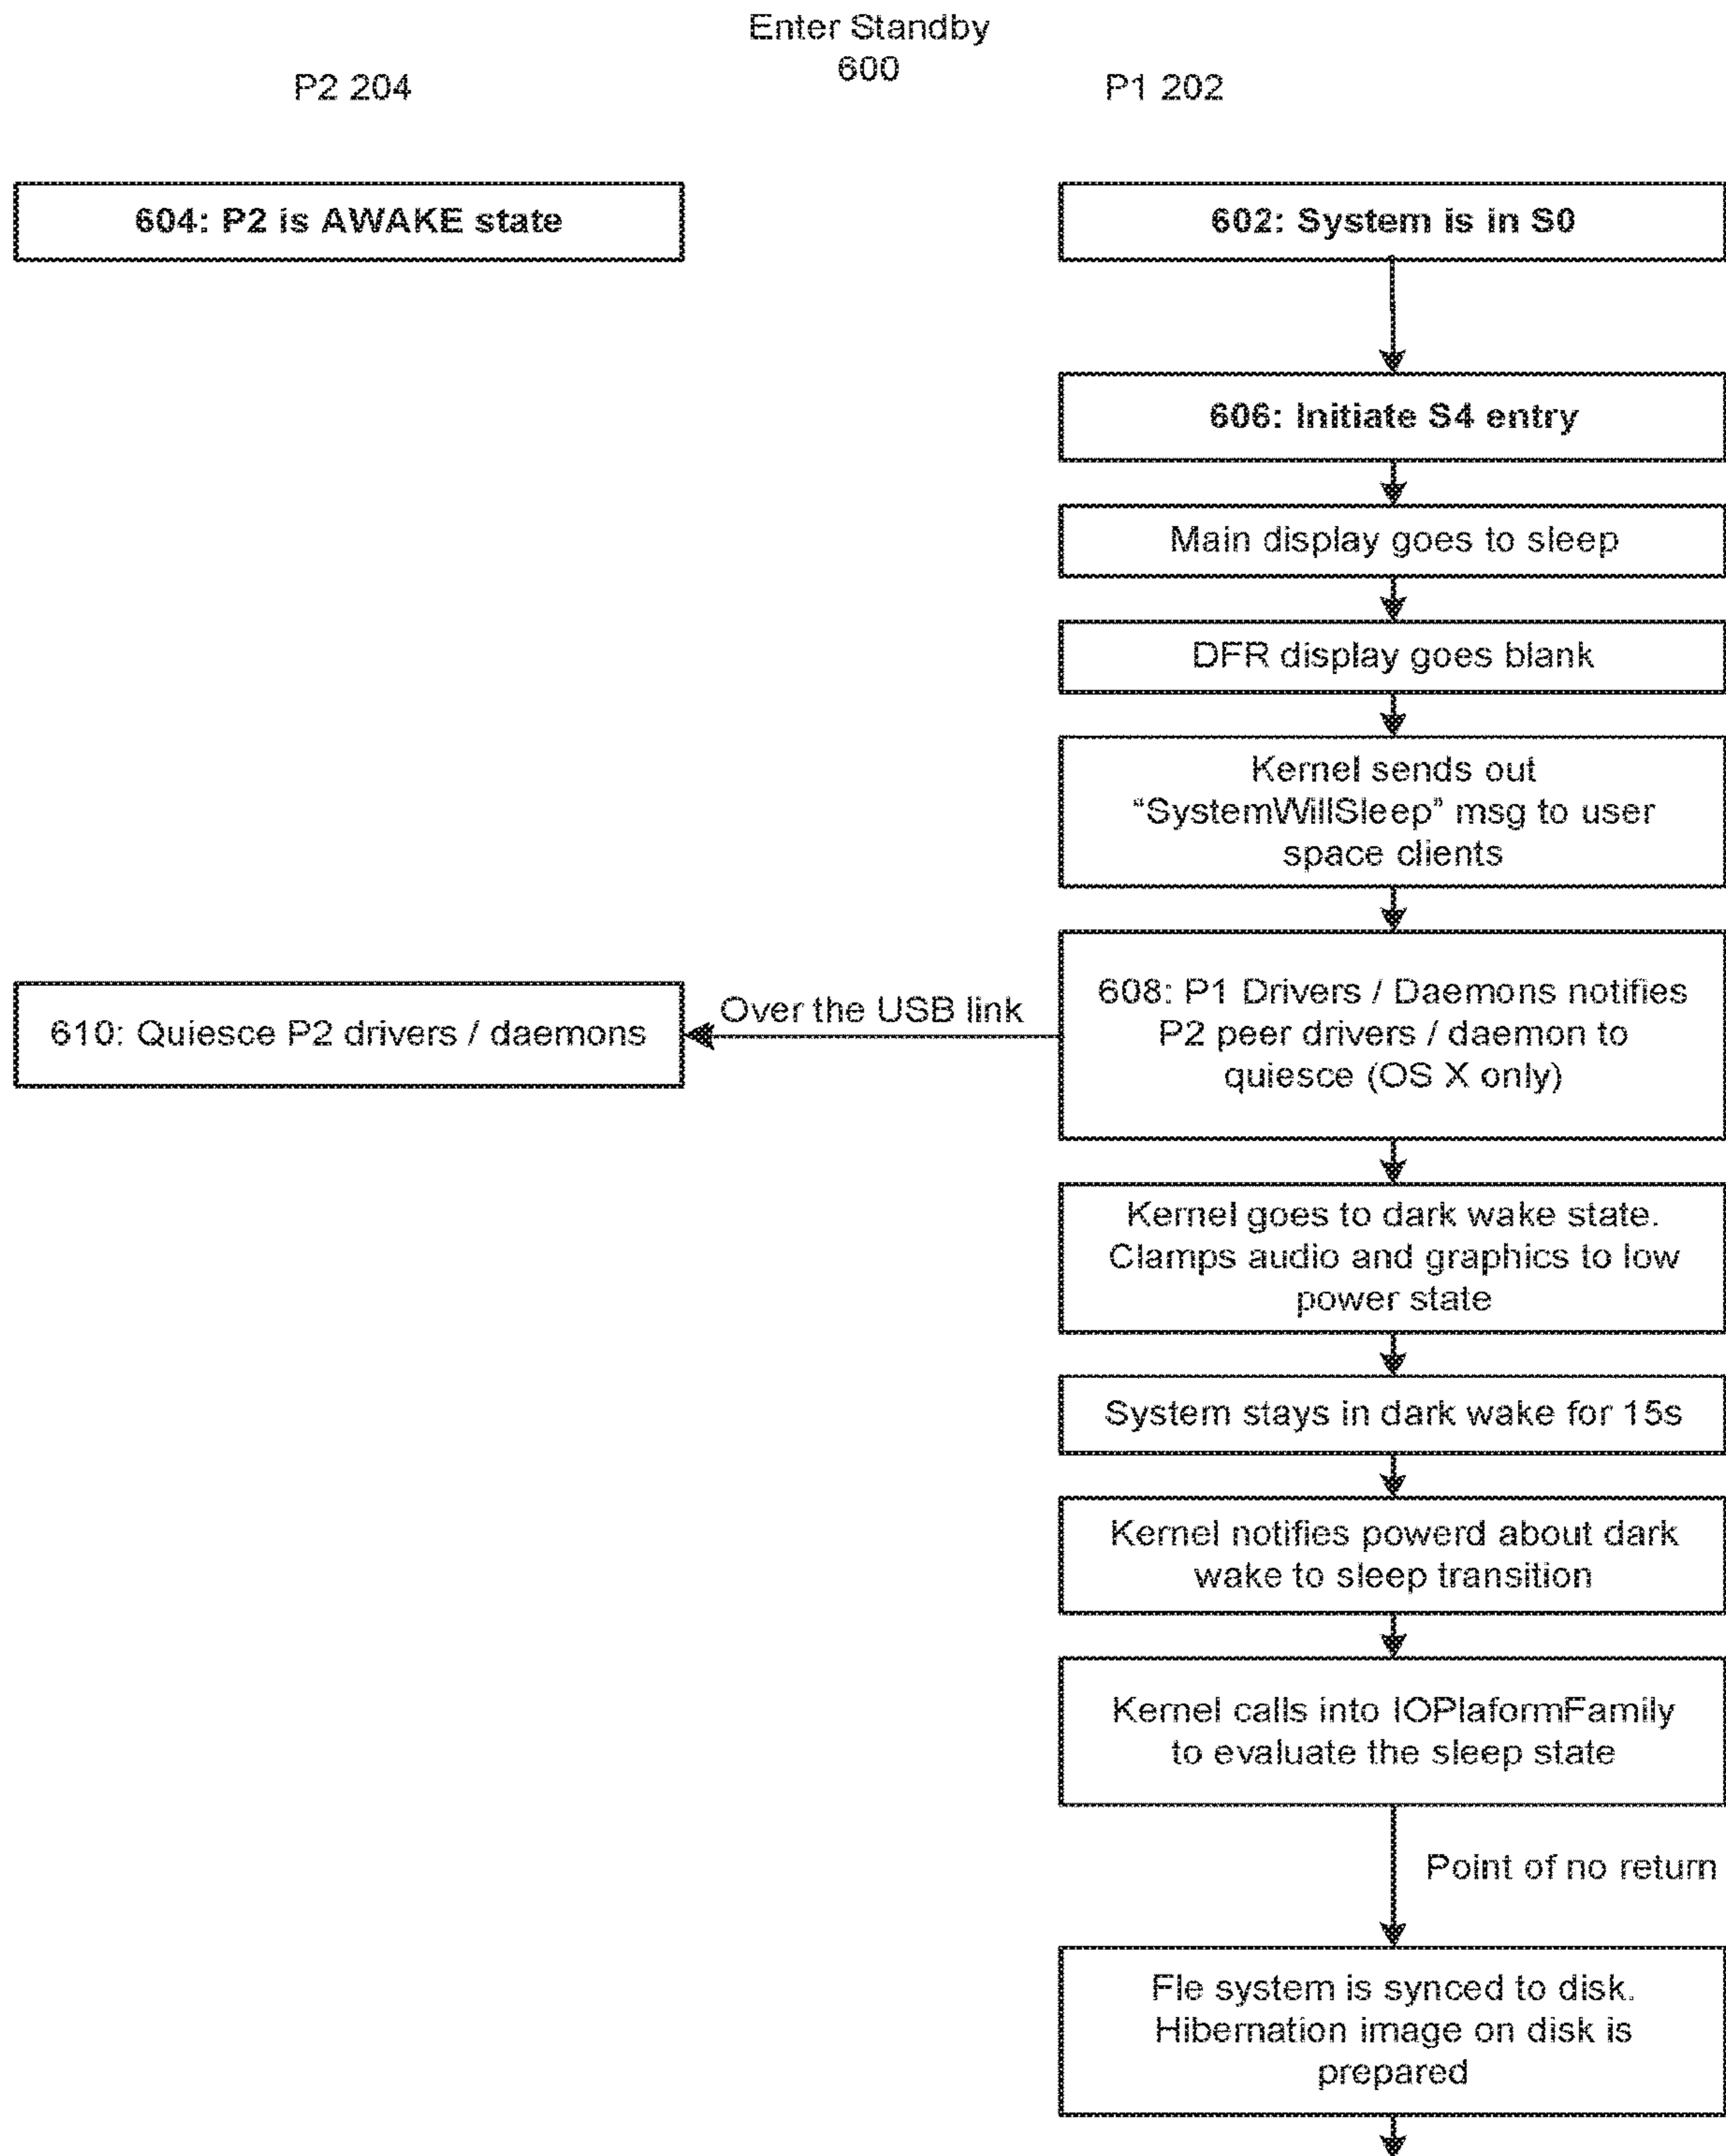 Enter Standby
600
P2 204
P1 202
604: P2 is AWAKE state
602: System is in S0
606: Initiate S4 entry
Main display goes to sleep
DFR display goes blank
Kernel sends out
“SystemWillSleep” msg to user
space clients
610: Quiesce P2 drivers / daemons
Over the USB link
608: P1 Drivers / Daemons notifies
P2 peer drivers / daemon to
quiesce (OS X only)
Kernel goes to dark wake state.
Clamps audio and graphics to low
power state
System stays in dark wake for 15s
Kernel notifies powerd about dark
wake to sleep transition
Kernel calls into IOPlaformFamily
to evaluate the sleep state
Point of no return
Fle system is synced to disk.
Hibernation image on disk is
prepared